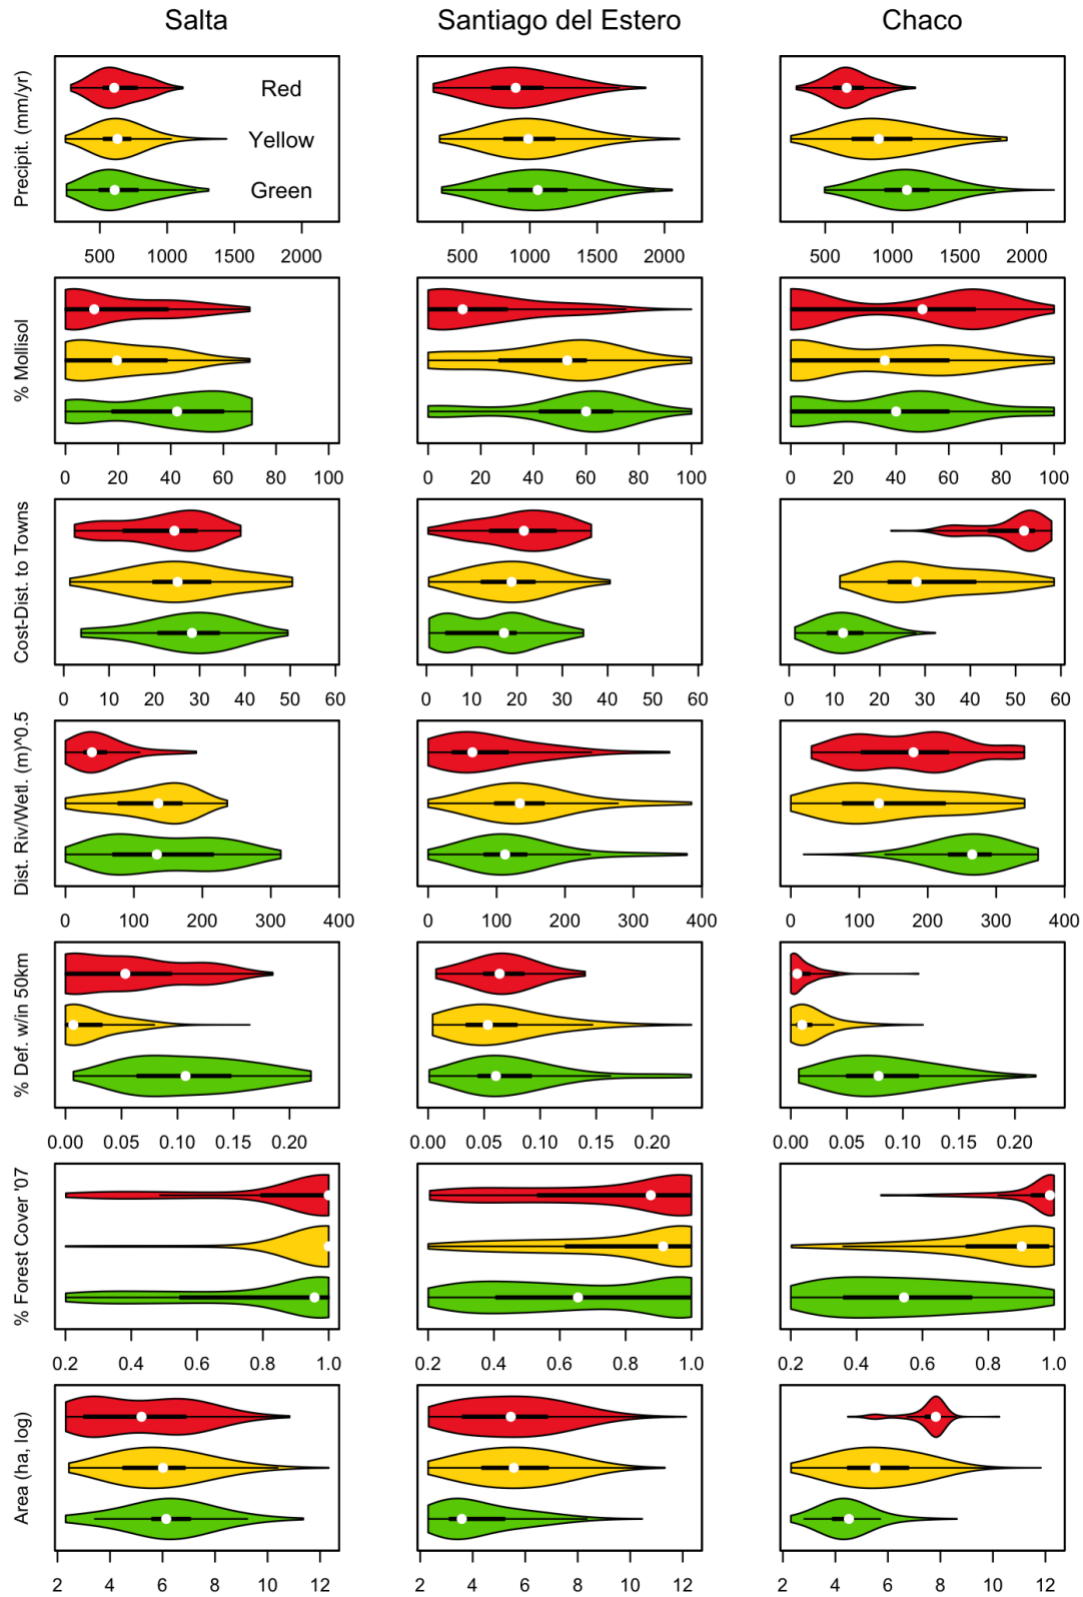 Salta Santiago del Estero Chaco
Precipit. (mm/yr)
Red
Yellow
Green
500 1000 1500 2000 500 1000 1500 2000 500 1000 1500 2000
% Mollisol
0 20 40 60 80 100 0 20 40 60 80 100 0 20 40 60 80 100
Cost-Dist. to Towns
0 10 20 30 40 50 60 0 10 20 30 40 50 60 0 10 20 30 40 50 60
Dist. Riv/Wetl. (m)^0.5
0 100 200 300 400 0 100 200 300 400 0 100 200 300 400
% Def. w/in 50km
0.00 0.05 0.10 0.15 0.20 0.00 0.05 0.10 0.15 0.20 0.00 0.05 0.10 0.15 0.20
% Forest Cover '07
0.2 0.4 0.6 0.8 1.0 0.2 0.4 0.6 0.8 1.0 0.2 0.4 0.6 0.8 1.0
Area (ha, log)
2 4 6 8 10 12 2 4 6 8 10 12 2 4 6 8 10 12